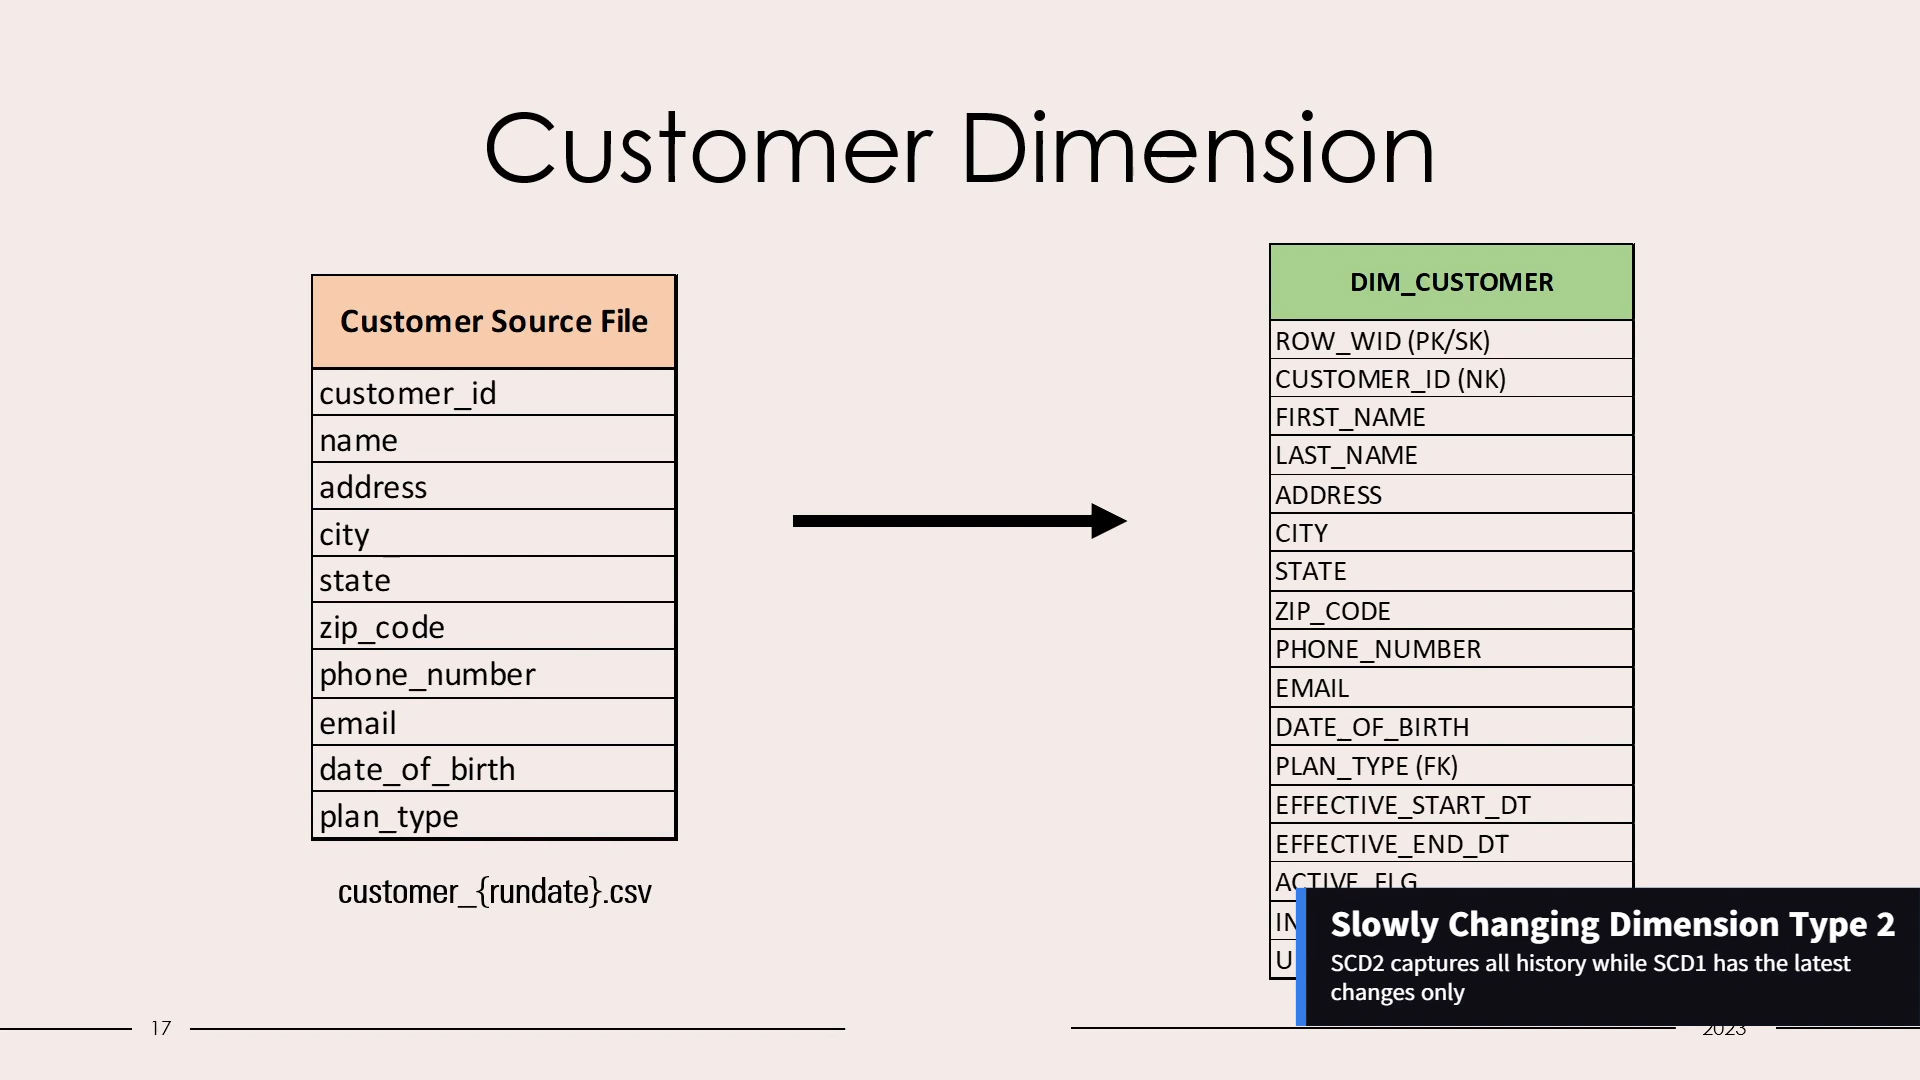 Customer Dimension
Customer Source File
customer_id
name
address
city
state
zip_code
phone_number
email
date_of_birth
plan_type
customer_{rundate}.csv
DIM_CUSTOMER
ROW_WID (PK/SK)
CUSTOMER_ID (NK)
FIRST_NAME
LAST_NAME
ADDRESS
CITY
STATE
ZIP_CODE
PHONE_NUMBER
EMAIL
DATE_OF_BIRTH
PLAN_TYPE (FK)
EFFECTIVE_START_DT
EFFECTIVE_END_DT
ACTIVE_FLG
Slowly Changing Dimension Type 2
SCD2 captures all history while SCD1 has the latest
changes only
17
2023